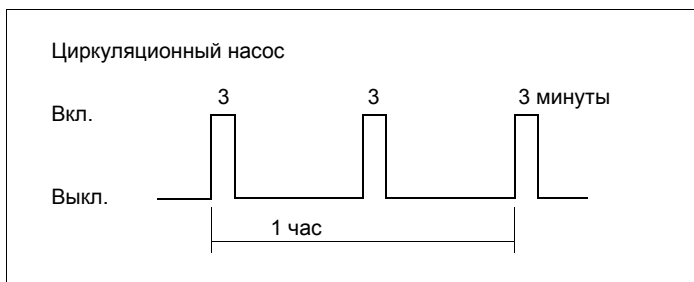 Циркуляционный насос
3 3 3 минуты
Вкл.
Выкл.
1 час